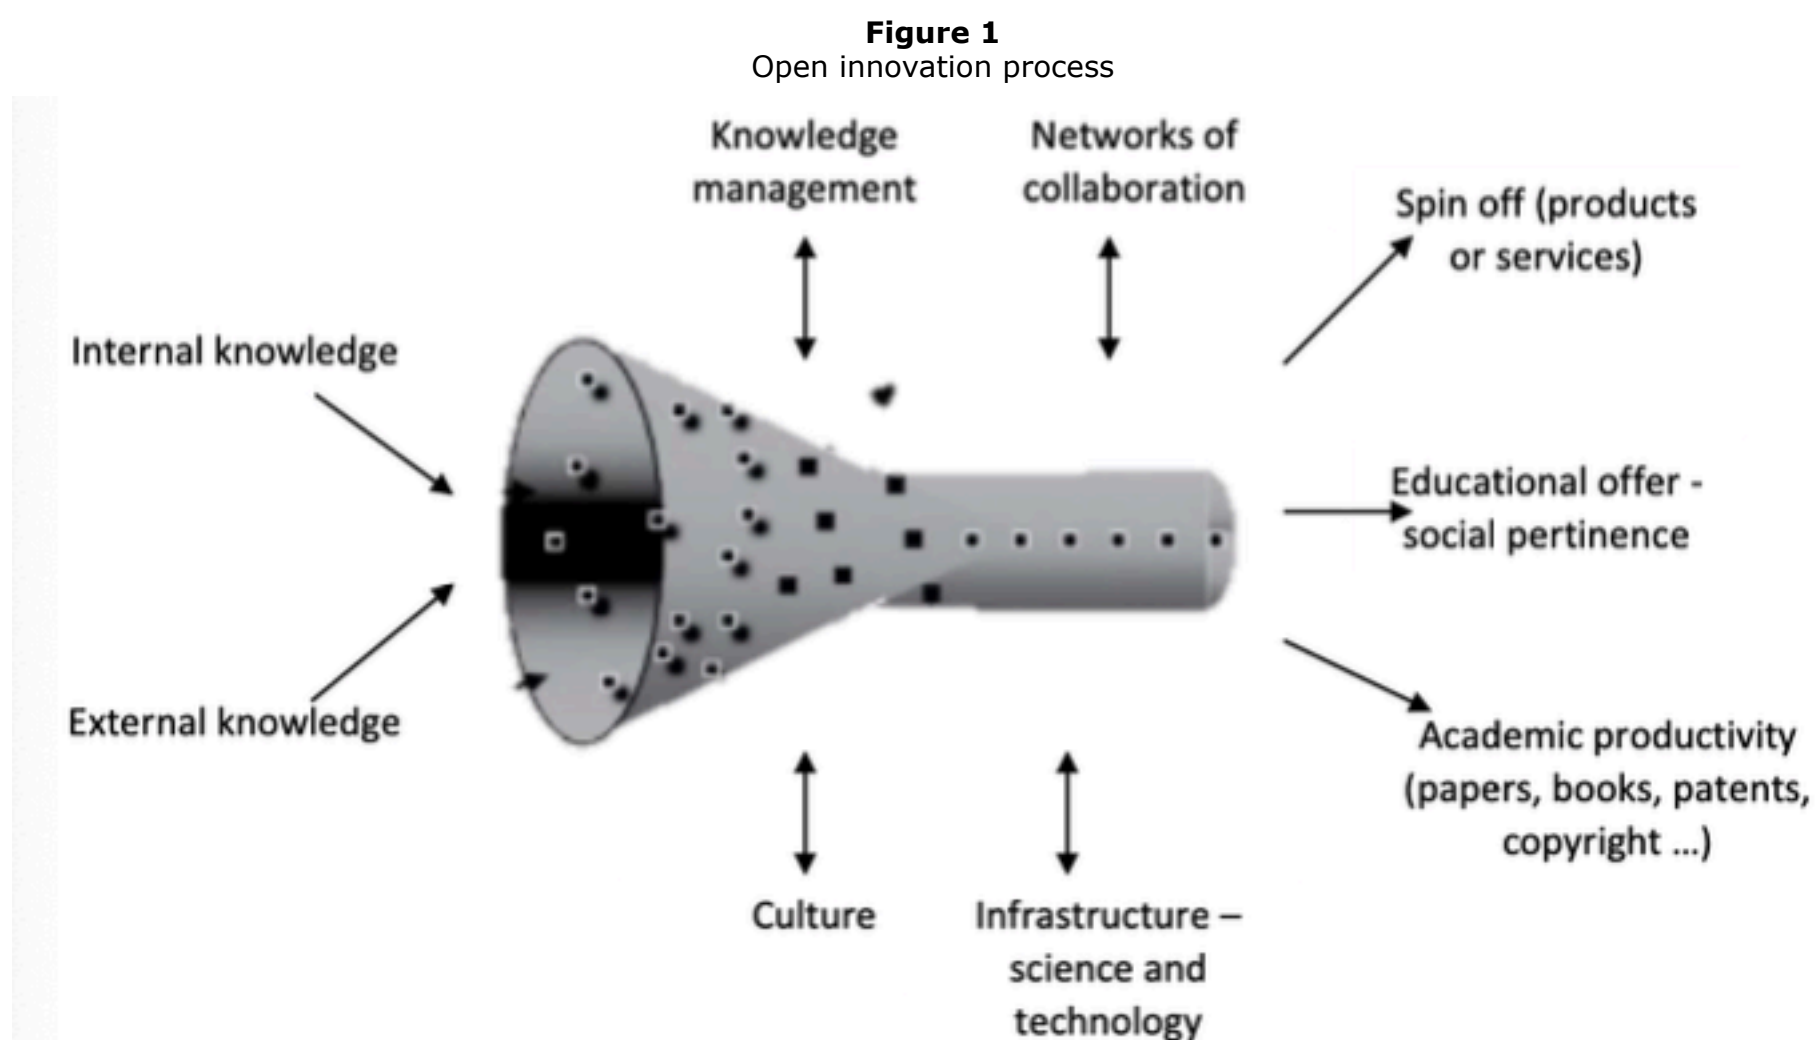 Figure 1
Open innovation process
Knowledge
management
Networks of
collaboration
Spin off (products
or services)
Internal knowledge
Educational offer -
social pertinence
External knowledge
Academic productivity
(papers, books, patents,
copyright ...)
Culture
Infrastructure –
science and
technology